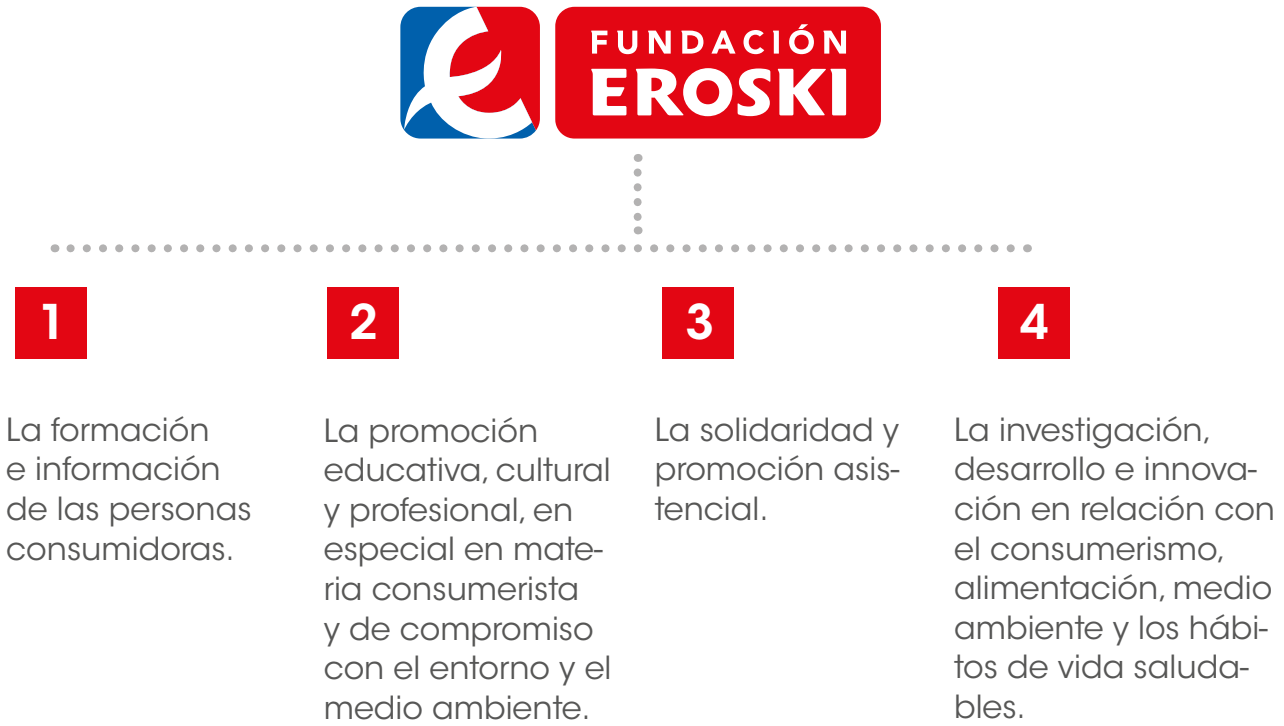 FUNDACIÓN
EROSKI
1
La formación
e información
de las personas
consumidoras.
2
La promoción
educativa, cultural
y profesional, en
especial en mate-
ria consumerista
y de compromiso
con el entorno y el
medio ambiente.
3
La solidaridad y
promoción asis-
tencial.
4
La investigación,
desarrollo e innova-
ción en relación con
el consumerismo,
alimentación, medio
ambiente y los hábi-
tos de vida saluda-
bles.